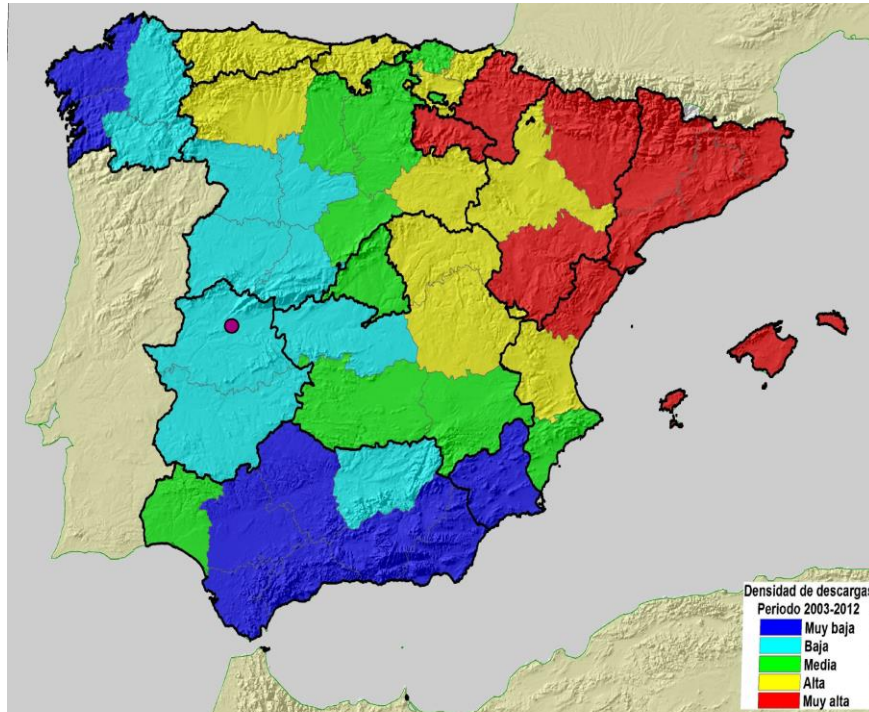 Densidad de descargas
Periodo 2003-2012
Muy baja
Baja
Media
Alta
Muy alta